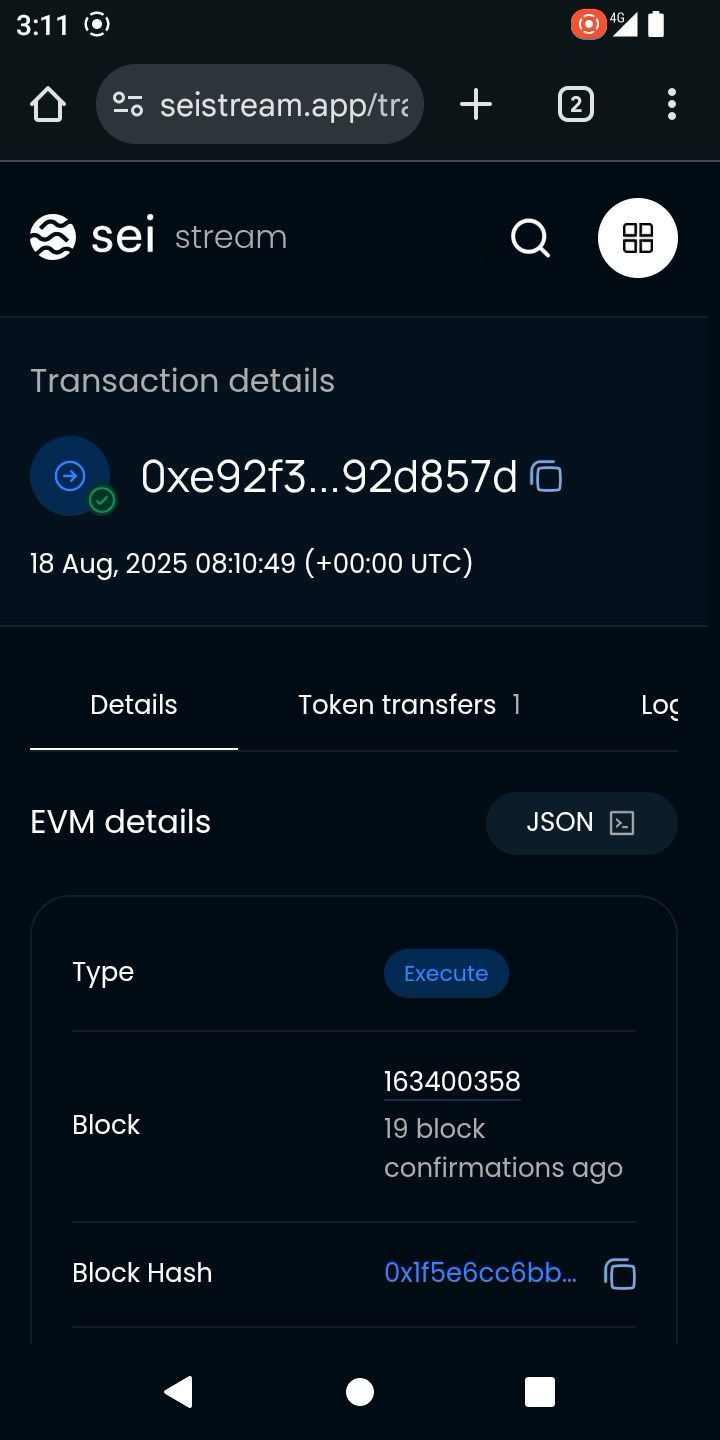 3:11
4G
seistream.app/tra
2
sei stream
Transaction details
0xe92f3...92d857d
18 Aug, 2025 08:10:49 (+00:00 UTC)
Details Token transfers 1 Log
EVM details
JSON
Type Execute
Block 163400358
19 block
confirmations ago
Block Hash 0x1f5e6cc6bb...